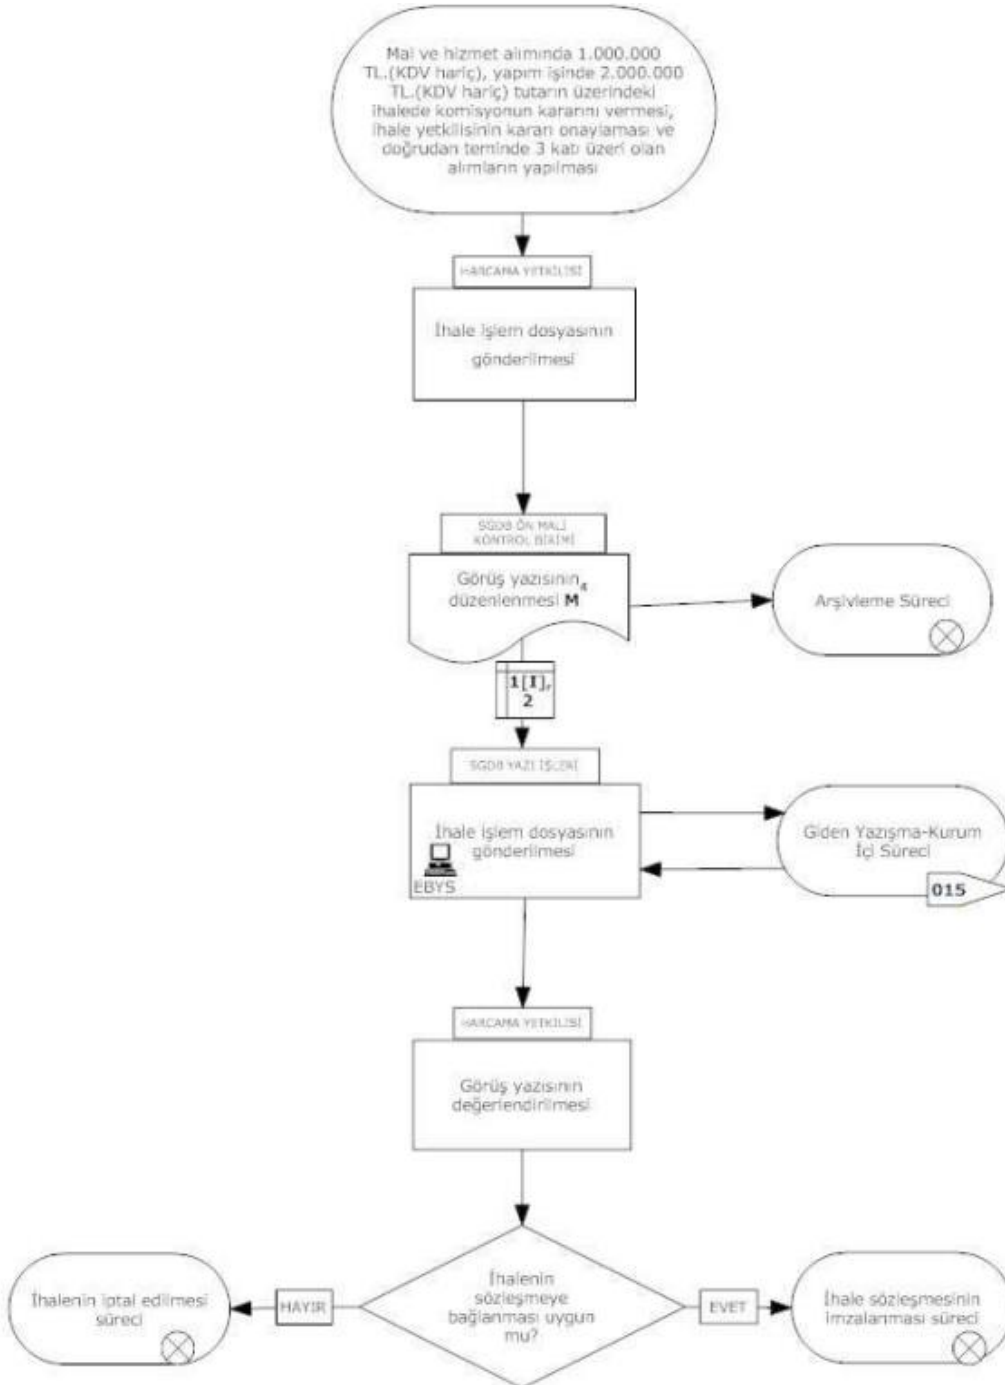 Mal ve hizmet alımında 1.000.000
TL.(KDV hariç), yapım işinde 2.000.000
TL.(KDV hariç) tutarın üzerindeki
ihalede komisyonun kararını vermesi,
ihale yetkilisinin kararı onaylaması ve
doğrudan teminde 3 katı üzeri olan
alımların yapılması
HARCAMA YETKİLİSİ
İhale işlem dosyasının
gönderilmesi
SGDB ÖN MALİ
KONTROL BİRİMİ
Görüş yazısının
düzenlenmesi M
Arşivleme Süreci
1[I],
2
SGDB YAZI İŞLERİ
İhale işlem dosyasının
gönderilmesi
EBYS
Giden Yazışma-Kurum
İçi Süreci
015
HARCAMA YETKİLİSİ
Görüş yazısının
değerlendirilmesi
İhalenin
sözleşmeye
bağlanması uygun
mu?
HAYIR
İhalenin iptal edilmesi
süreci
EVET
İhale sözleşmesinin
imzalanması süreci